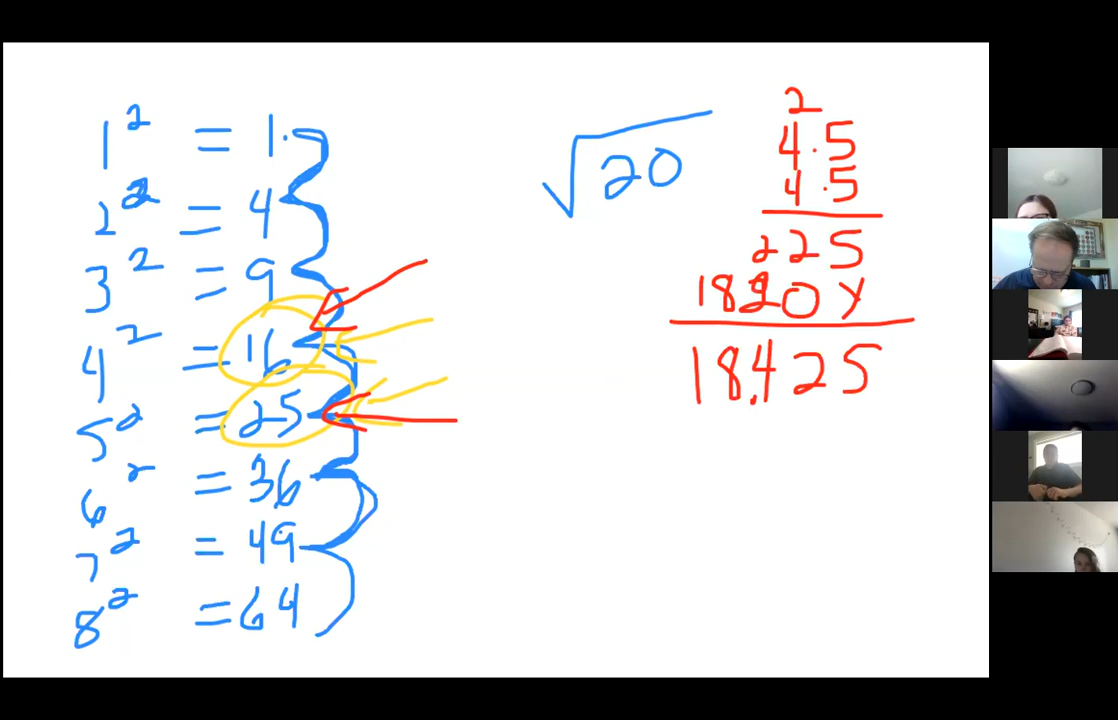 1² = 1
2² = 4
3² = 9
4² = 16
5² = 25
6² = 36
7² = 49
8² = 64
√20
2
4.5
4.5
225
1820
18.425